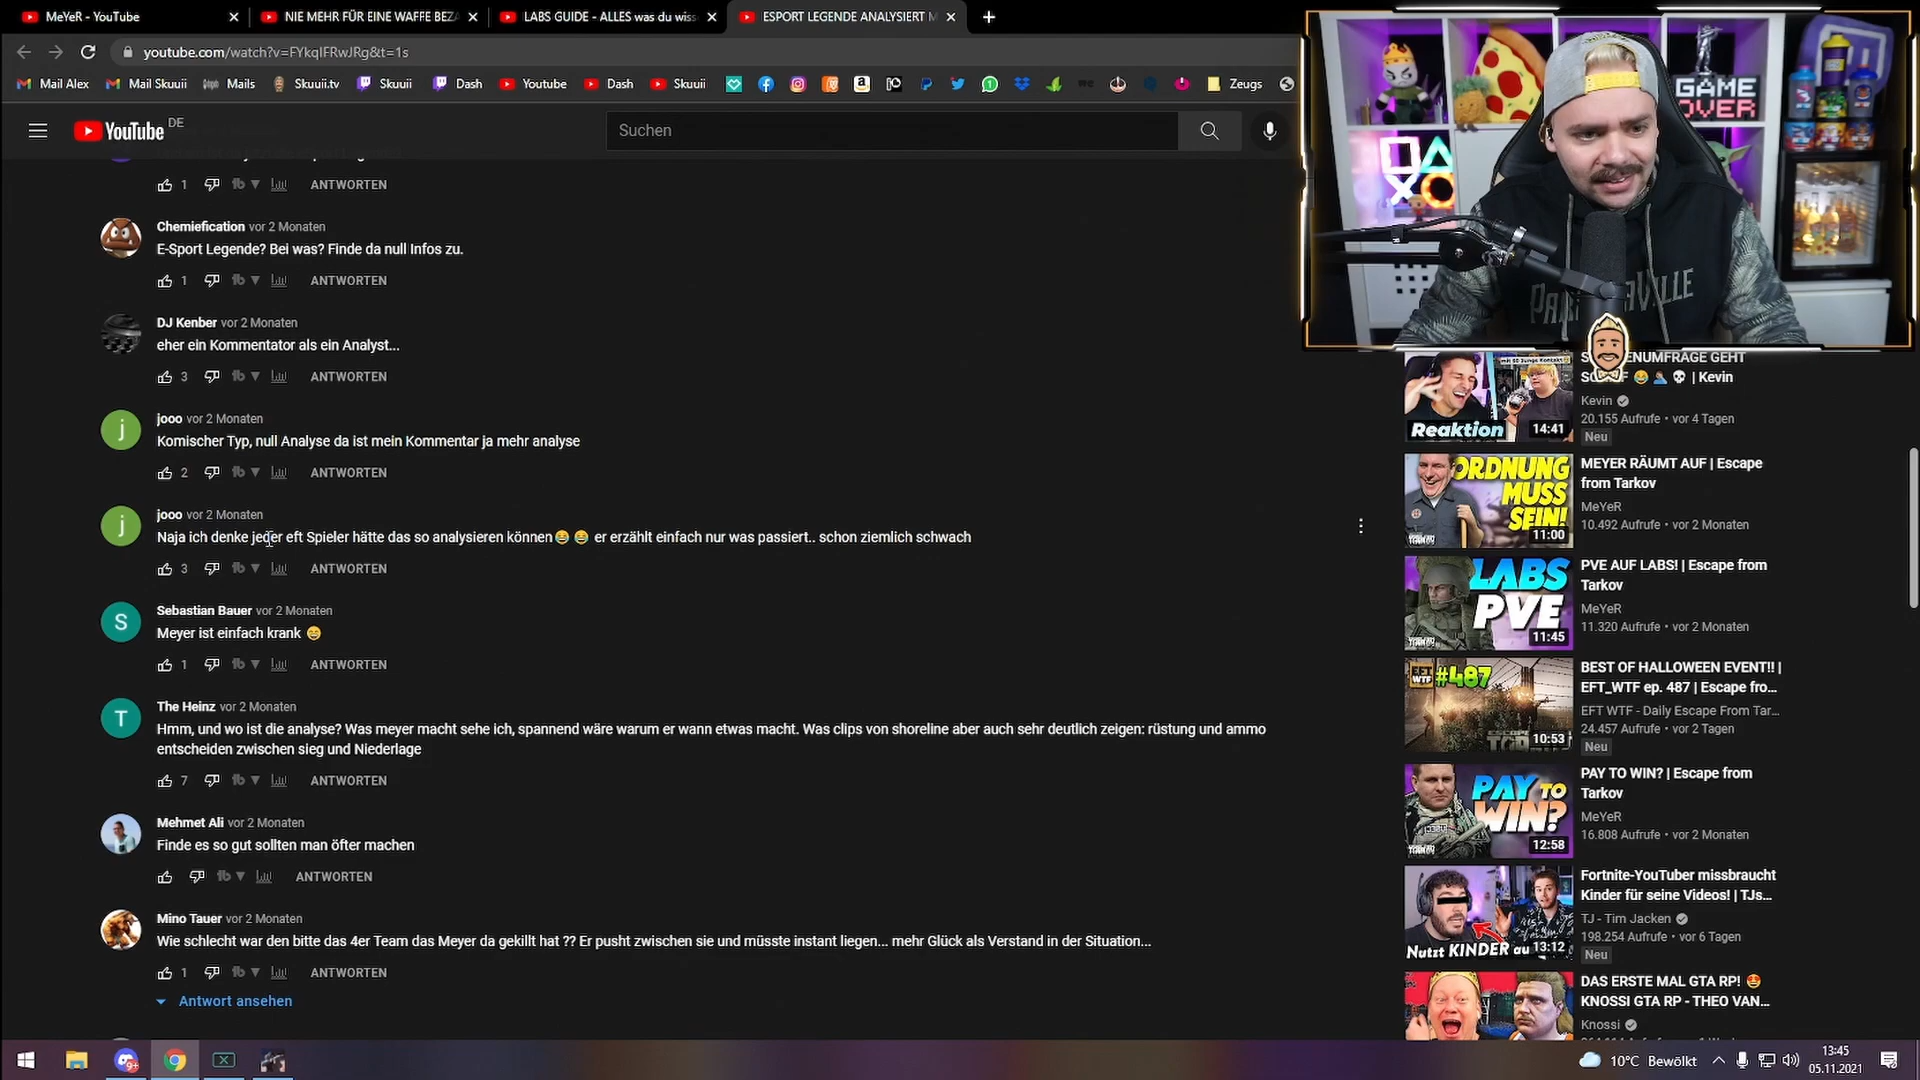 MeYeR - YouTube
NIE MEHR FÜR EINE WAFFE BEZA
LABS GUIDE - ALLES was du wiss
ESPORT LEGENDE ANALYSIERT M
youtube.com/watch?v=FYkqIFRwJRg&t=1s
Mail Alex
Mail Skuuii
Mails
Skuuii.tv
Skuuii
Dash
Youtube
Dash
Skuuii
Zeugs
YouTube
DE
Suchen
GAME
OVER
1
ANTWORTEN
Chemiefication vor 2 Monaten
E-Sport Legende? Bei was? Finde da null Infos zu.
1
ANTWORTEN
DJ Kenber vor 2 Monaten
eher ein Kommentator als ein Analyst...
3
ANTWORTEN
jooo vor 2 Monaten
Komischer Typ, null Analyse da ist mein Kommentar ja mehr analyse
2
ANTWORTEN
jooo vor 2 Monaten
Naja ich denke jeder eft Spieler hätte das so analysieren können😂 😂 er erzählt einfach nur was passiert.. schon ziemlich schwach
3
ANTWORTEN
Sebastian Bauer vor 2 Monaten
Meyer ist einfach krank 😄
1
ANTWORTEN
The Heinz vor 2 Monaten
Hmm, und wo ist die analyse? Was meyer macht sehe ich, spannend wäre warum er wann etwas macht. Was clips von shoreline aber auch sehr deutlich zeigen: rüstung und ammo
entscheiden zwischen sieg und Niederlage
7
ANTWORTEN
Mehmet Ali vor 2 Monaten
Finde es so gut sollten man öfter machen
ANTWORTEN
Mino Tauer vor 2 Monaten
Wie schlecht war den bitte das 4er Team das Meyer da gekillt hat ?? Er pusht zwischen sie und müsste instant liegen... mehr Glück als Verstand in der Situation...
1
ANTWORTEN
Antwort ansehen
Reaktion
14:41
ENUMFRAGE GEHT
😂 🤦 💀 | Kevin
Kevin
20.155 Aufrufe • vor 4 Tagen
Neu
ORDNUNG
MUSS
SEIN!
11:00
MEYER RÄUMT AUF | Escape
from Tarkov
MeYeR
10.492 Aufrufe • vor 2 Monaten
LABS
PVE
11:45
PVE AUF LABS! | Escape from
Tarkov
MeYeR
11.320 Aufrufe • vor 2 Monaten
EFT
WTF
#487
10:53
BEST OF HALLOWEEN EVENT!! |
EFT_WTF ep. 487 | Escape fro...
EFT WTF - Daily Escape From Tar...
24.457 Aufrufe • vor 2 Tagen
Neu
PAY TO
WIN?
12:58
PAY TO WIN? | Escape from
Tarkov
MeYeR
16.808 Aufrufe • vor 2 Monaten
Nutzt KINDER au
13:12
Fortnite-YouTuber missbraucht
Kinder für seine Videos! | TJs...
TJ - Tim Jacken
198.254 Aufrufe • vor 6 Tagen
Neu
DAS ERSTE MAL GTA RP! 🤩
KNOSSI GTA RP - THEO VAN...
Knossi
10°C Bewölkt
13:45
05.11.2021